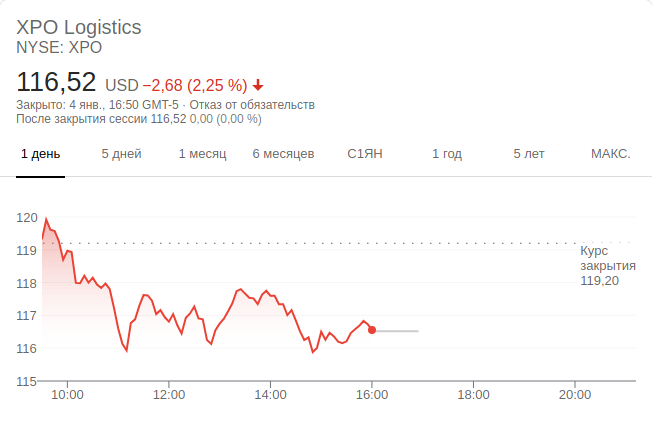 XPO Logistics
NYSE: XPO
116,52 USD −2,68 (2,25 %)
Закрыто: 4 янв., 16:50 GMT-5 · Отказ от обязательств
После закрытия сессии 116,52 0,00 (0,00 %)
1 день 5 дней 1 месяц 6 месяцев С1ЯН 1 год 5 лет МАКС.
120
119
118
117
116
115
Курс
закрытия
119,20
10:00 12:00 14:00 16:00 18:00 20:00